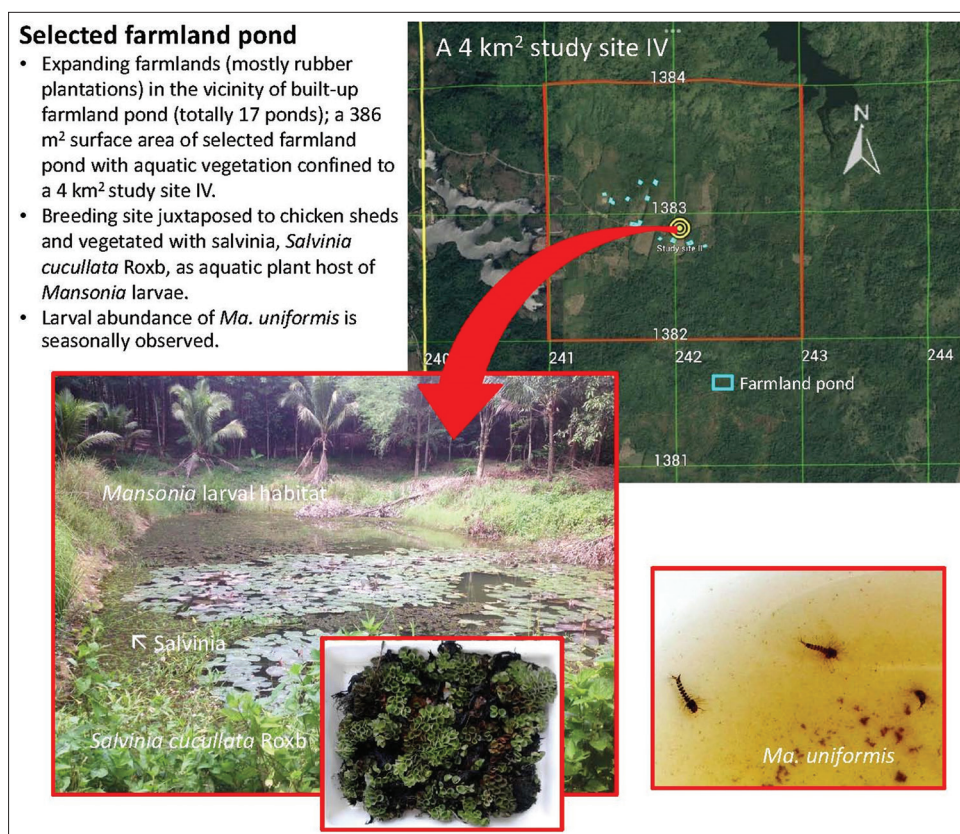 Selected farmland pond
• Expanding farmlands (mostly rubber
plantations) in the vicinity of built-up
farmland pond (totally 17 ponds); a 386
m² surface area of selected farmland
pond with aquatic vegetation confined to
a 4 km² study site IV.
• Breeding site juxtaposed to chicken sheds
and vegetated with salvinia, Salvinia
cucullata Roxb, as aquatic plant host of
Mansonia larvae.
• Larval abundance of Ma. uniformis is
seasonally observed.
A 4 km² study site IV
1384
N
1383
Study site II
1382
240
241
242
243
244
Farmland pond
1381
Mansonia larval habitat
Salvinia
Salvinia cucullata Roxb
Ma. uniformis